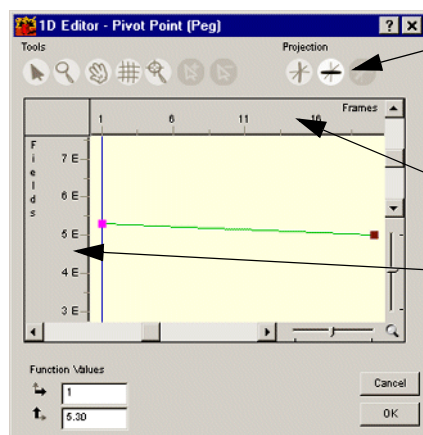 1D Editor - Pivot Point (Peg)
Tools
Projection
Frames
1 6 11 16
Fields
7 E
6 E
5 E
4 E
3 E
Function Values
1
5.30
Cancel
OK